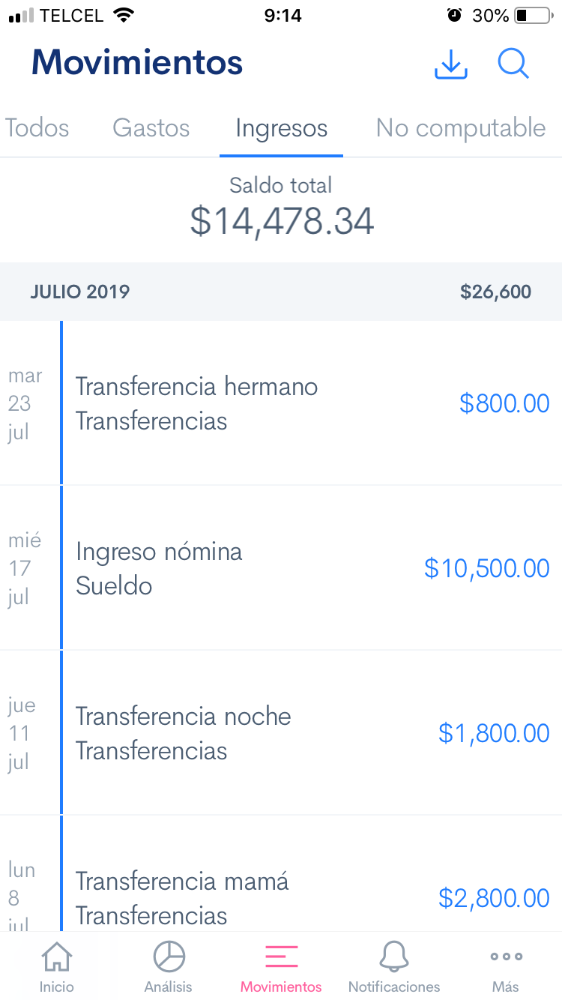 TELCEL 9:14 30%
Movimientos
Todos Gastos Ingresos No computable
Saldo total
$14,478.34
JULIO 2019 $26,600
mar
23
jul
Transferencia hermano
Transferencias
$800.00
mié
17
jul
Ingreso nómina
Sueldo
$10,500.00
jue
11
jul
Transferencia noche
Transferencias
$1,800.00
lun
8
jul
Transferencia mamá
Transferencias
$2,800.00
Inicio Análisis Movimientos Notificaciones Más